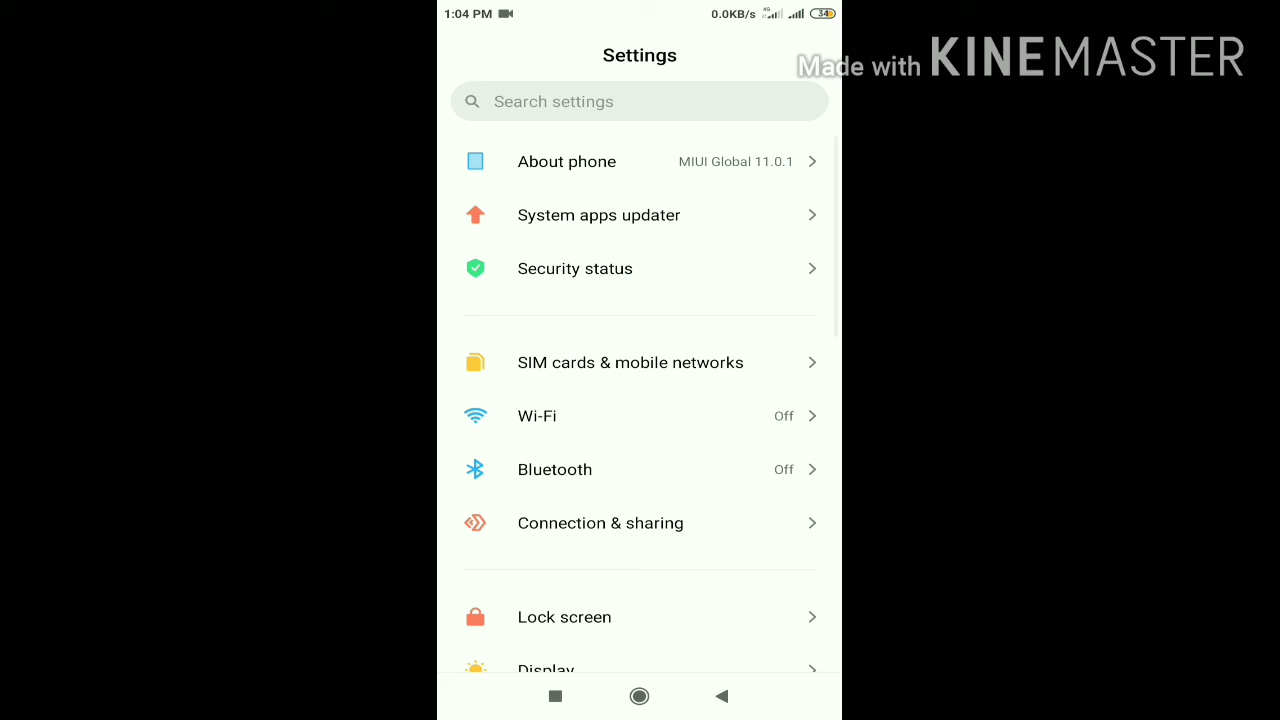 1:04 PM 0.0KB/s 4G 34
Settings
Made with KINEMASTER
Search settings
About phone MIUI Global 11.0.1
System apps updater
Security status
SIM cards & mobile networks
Wi-Fi Off
Bluetooth Off
Connection & sharing
Lock screen
Display